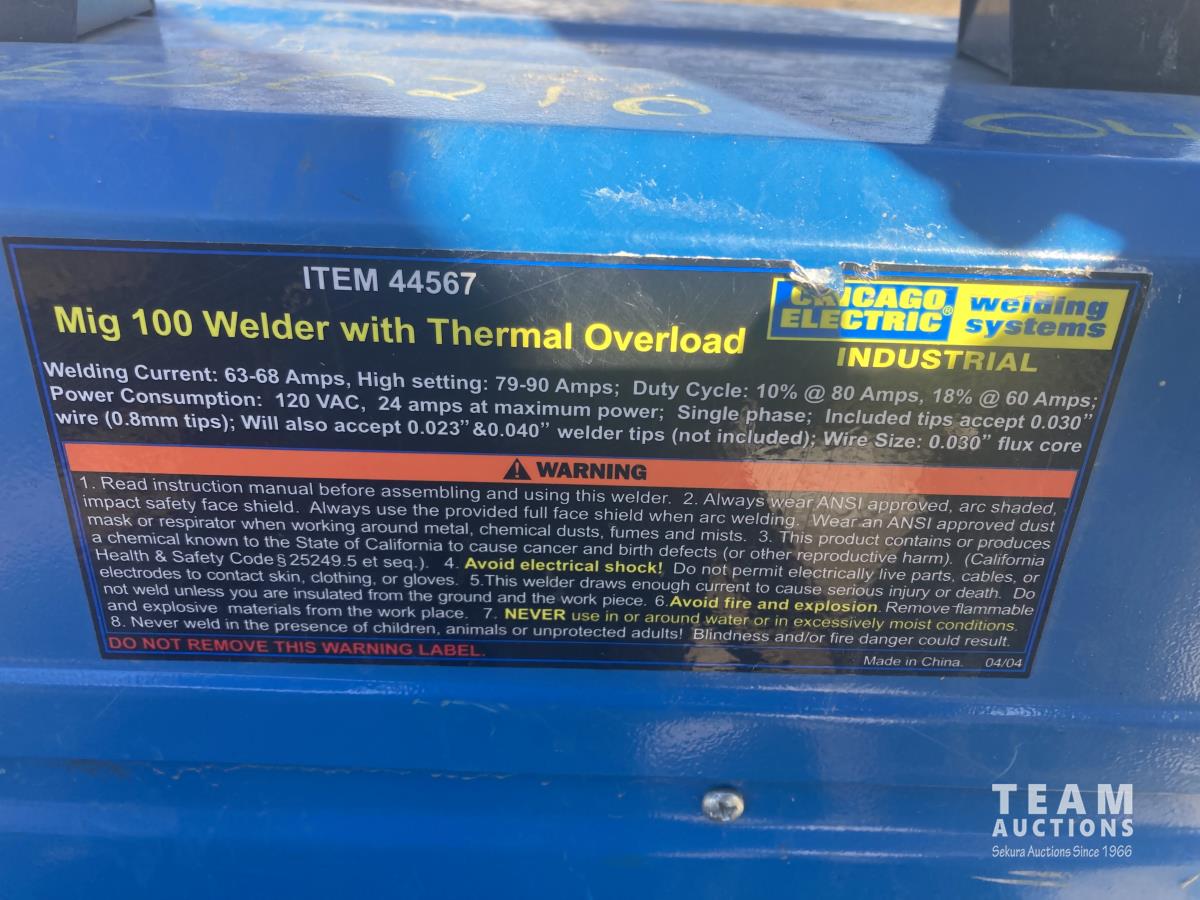 ITEM 44567
CHICAGO ELECTRIC® welding systems
INDUSTRIAL
Mig 100 Welder with Thermal Overload
Welding Current: 63-68 Amps, High setting: 79-90 Amps; Duty Cycle: 10% @ 80 Amps, 18% @ 60 Amps;
Power Consumption: 120 VAC, 24 amps at maximum power; Single phase; Included tips accept 0.030"
wire (0.8mm tips); Will also accept 0.023"&0.040" welder tips (not included); Wire Size: 0.030" flux core
WARNING
1. Read instruction manual before assembling and using this welder. 2. Always wear ANSI approved, arc shaded,
impact safety face shield. Always use the provided full face shield when arc welding. Wear an ANSI approved dust
mask or respirator when working around metal, chemical dusts, fumes and mists. 3. This product contains or produces
a chemical known to the State of California to cause cancer and birth defects (or other reproductive harm). (California
Health & Safety Code § 25249.5 et seq.). 4. Avoid electrical shock! Do not permit electrically live parts, cables, or
electrodes to contact skin, clothing, or gloves. 5.This welder draws enough current to cause serious injury or death. Do
not weld unless you are insulated from the ground and the work piece. 6.Avoid fire and explosion. Remove flammable
and explosive materials from the work place. 7. NEVER use in or around water or in excessively moist conditions.
8. Never weld in the presence of children, animals or unprotected adults! Blindness and/or fire danger could result.
DO NOT REMOVE THIS WARNING LABEL.
Made in China. 04/04
TEAM
AUCTIONS
Sekura Auctions Since 1966